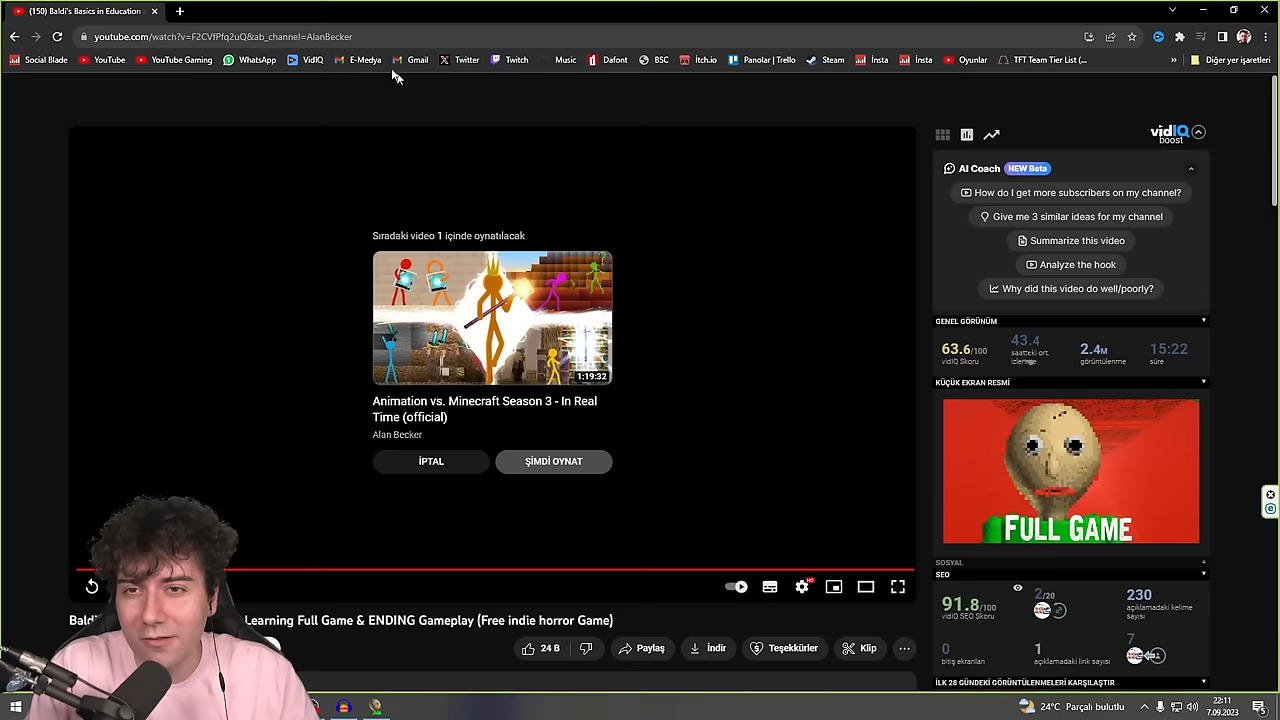 (150) Baldi's Basics in Education
youtube.com/watch?v=F2CVfPfq2uQ&ab_channel=AlanBecker
Social Blade YouTube YouTube Gaming WhatsApp VidIQ E-Medya Gmail Twitter Twitch Music Dafont BSC İtch.io Panolar | Trello Steam İnsta İnsta Oyunlar TFT Team Tier List (... » Diğer yer işaretleri
vidIQ
boost
AI Coach NEW Beta
How do I get more subscribers on my channel?
Give me 3 similar ideas for my channel
Summarize this video
Analyze the hook
Why did this video do well/poorly?
Sıradaki video 1 içinde oynatılacak
1:19:32
Animation vs. Minecraft Season 3 - In Real
Time (official)
Alan Becker
İPTAL ŞİMDİ OYNAT
GENEL GÖRÜNÜM
63.6/100 43.4 2.4M 15:22
vidIQ Skoru saatteki ort. görüntülenme süre
KÜÇÜK EKRAN RESMİ
FULL GAME
SOSYAL
SEO
91.8/100 2/20 230
vidIQ SEO Skoru açıklamadaki kelime
sayısı
0 1 7
bitiş ekranları açıklamadaki link sayısı
İLK 28 GÜNDEKİ GÖRÜNTÜLENMELERİ KARŞILAŞTIR
HD
Learning Full Game & ENDING Gameplay (Free indie horror Game)
24 B Paylaş İndir Teşekkürler Klip ...
24°C Parçalı bulutlu
22:11
7.09.2023